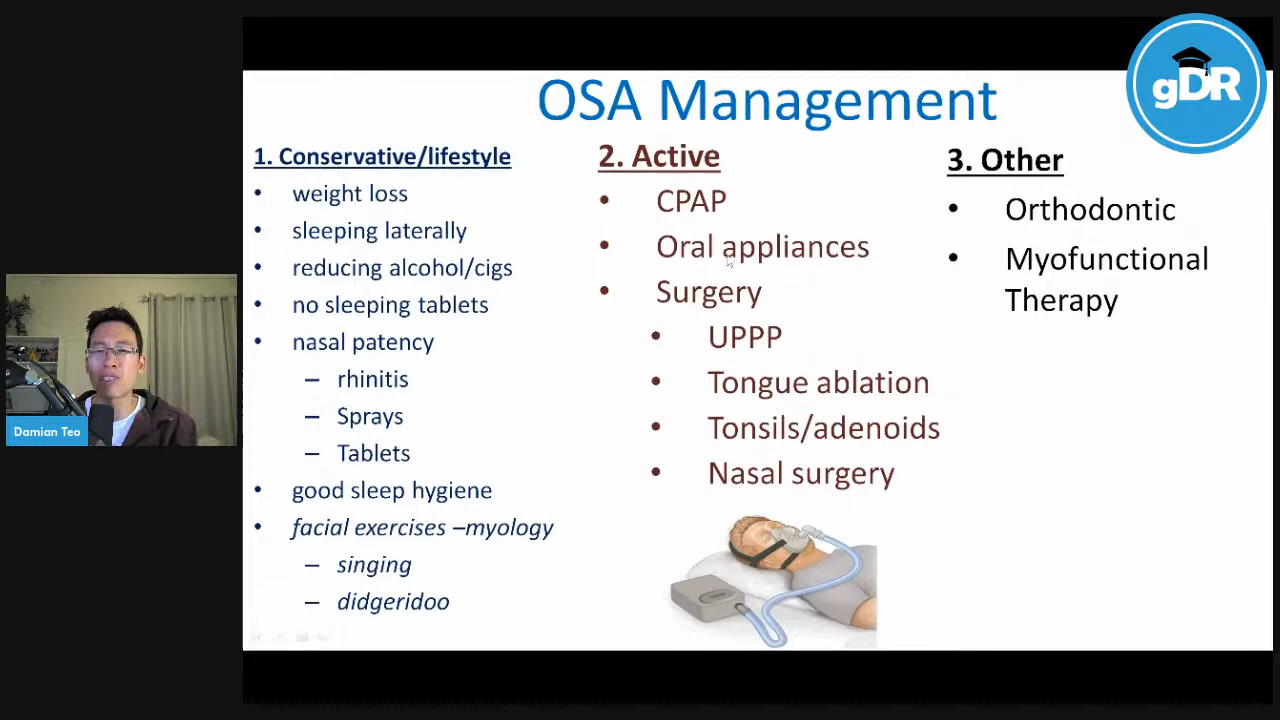 gDR
OSA Management
1. Conservative/lifestyle
• weight loss
• sleeping laterally
• reducing alcohol/cigs
• no sleeping tablets
• nasal patency
– rhinitis
– Sprays
– Tablets
• good sleep hygiene
• facial exercises –myology
– singing
– didgeridoo
2. Active
• CPAP
• Oral appliances
• Surgery
• UPPP
• Tongue ablation
• Tonsils/adenoids
• Nasal surgery
3. Other
• Orthodontic
• Myofunctional
Therapy
Damian Teo